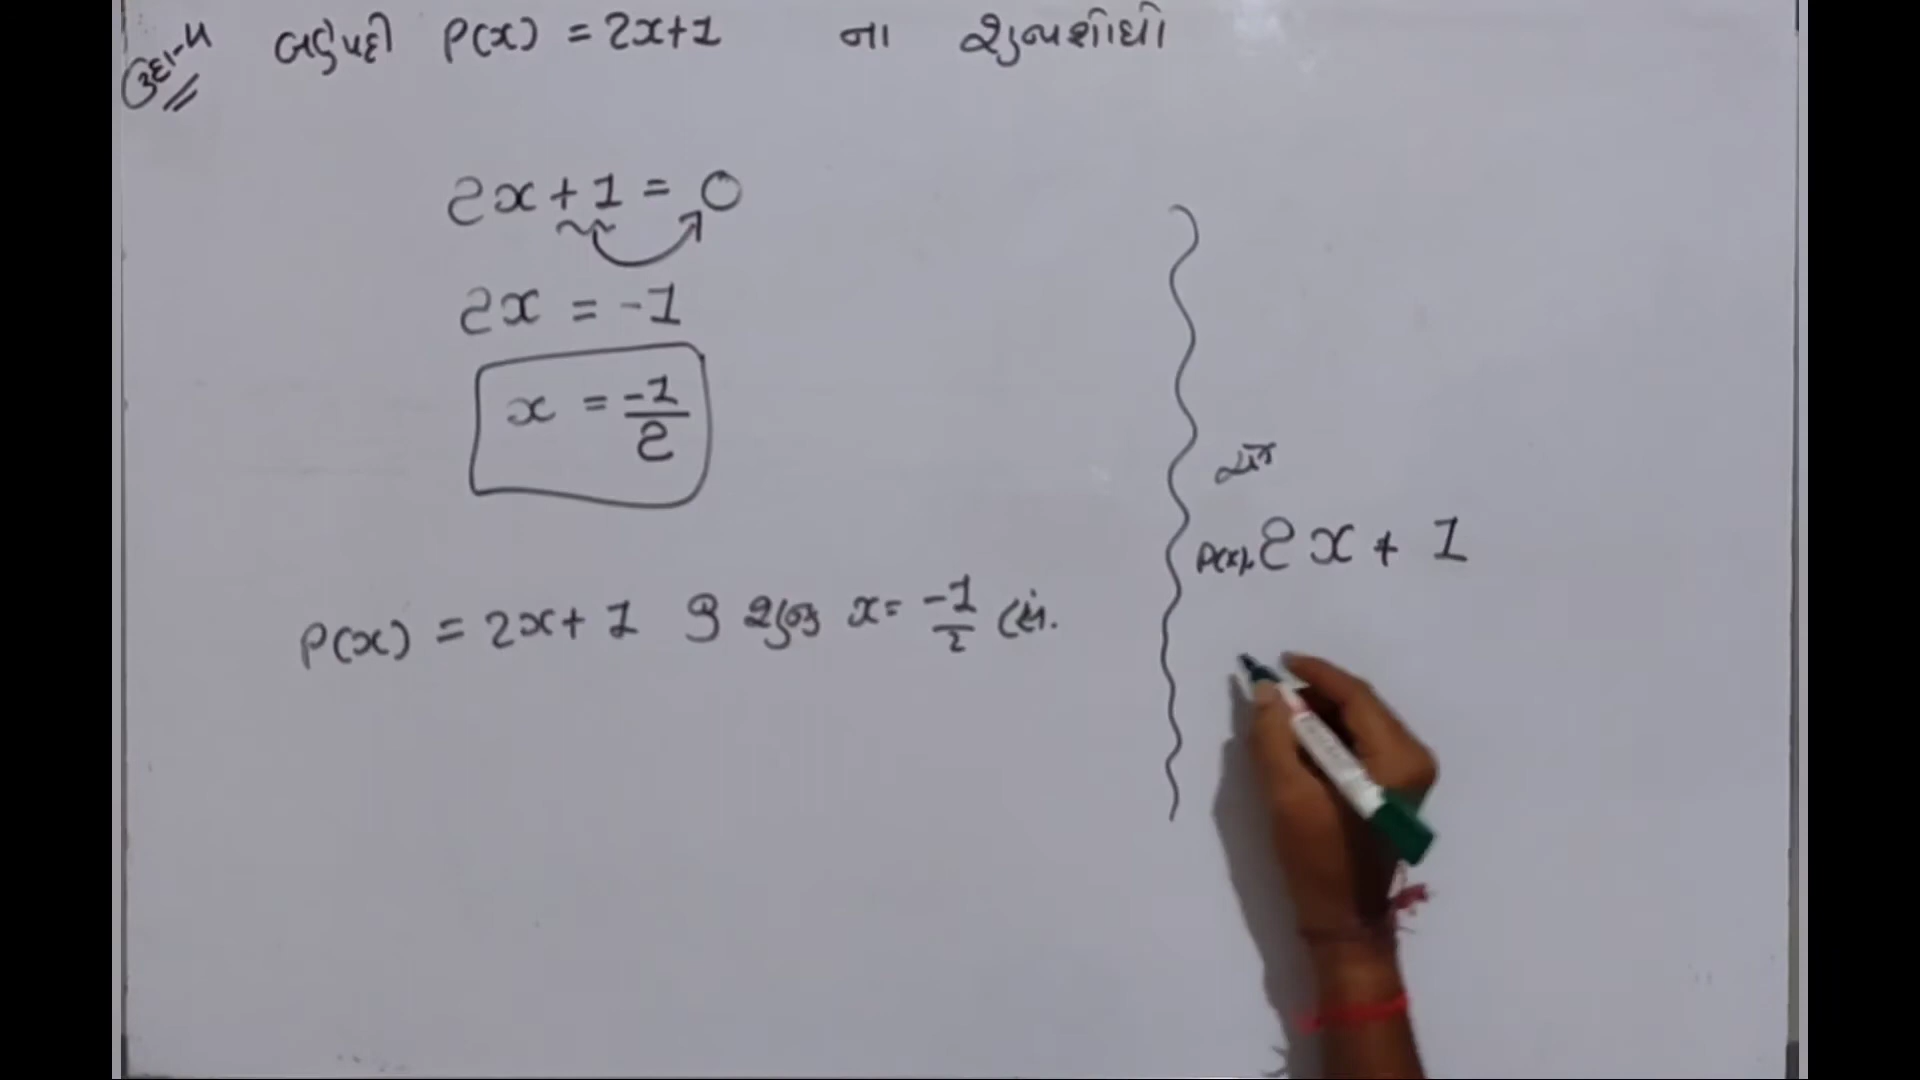 ઉદા-૫ બહુપદી P(x) = 2x+1 ના શુન્યશોધો
2x + 1 = 0
2x = -1
x = -1/2
P(x) = 2x + 1 નુ શુન્ય x = -1/2 છે.
P(x) = 2x + 1